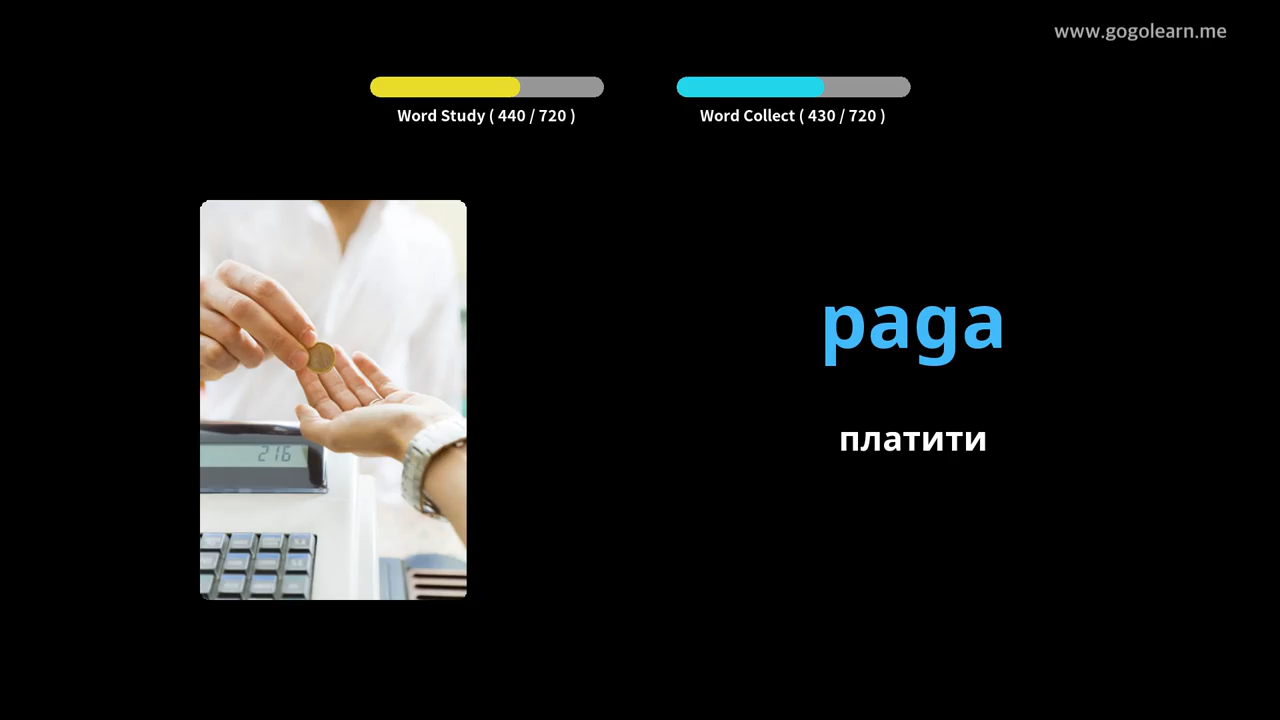 www.gogolearn.me
Word Study ( 440 / 720 )
Word Collect ( 430 / 720 )
paga
платити
216